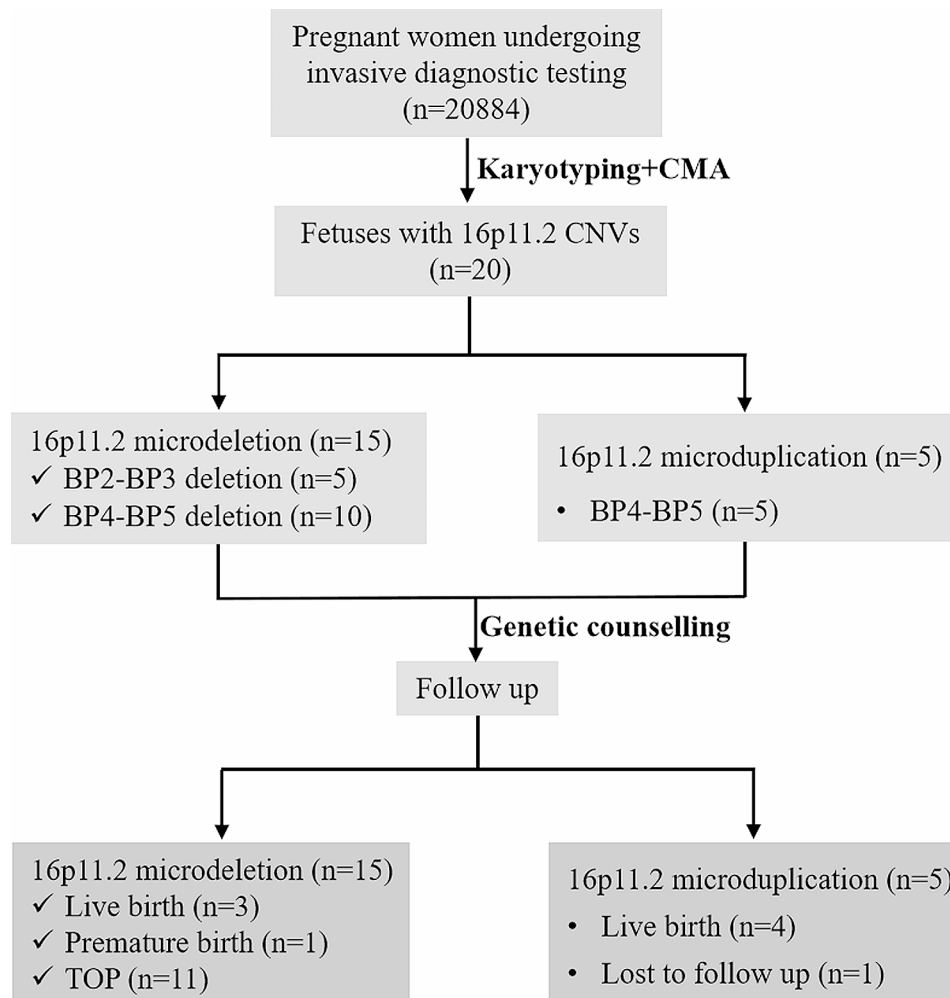 Pregnant women undergoing
invasive diagnostic testing
(n=20884)
Karyotyping+CMA
Fetuses with 16p11.2 CNVs
(n=20)
16p11.2 microdeletion (n=15)
✓ BP2-BP3 deletion (n=5)
✓ BP4-BP5 deletion (n=10)
16p11.2 microduplication (n=5)
• BP4-BP5 (n=5)
Genetic counselling
Follow up
16p11.2 microdeletion (n=15)
✓ Live birth (n=3)
✓ Premature birth (n=1)
✓ TOP (n=11)
16p11.2 microduplication (n=5)
• Live birth (n=4)
• Lost to follow up (n=1)